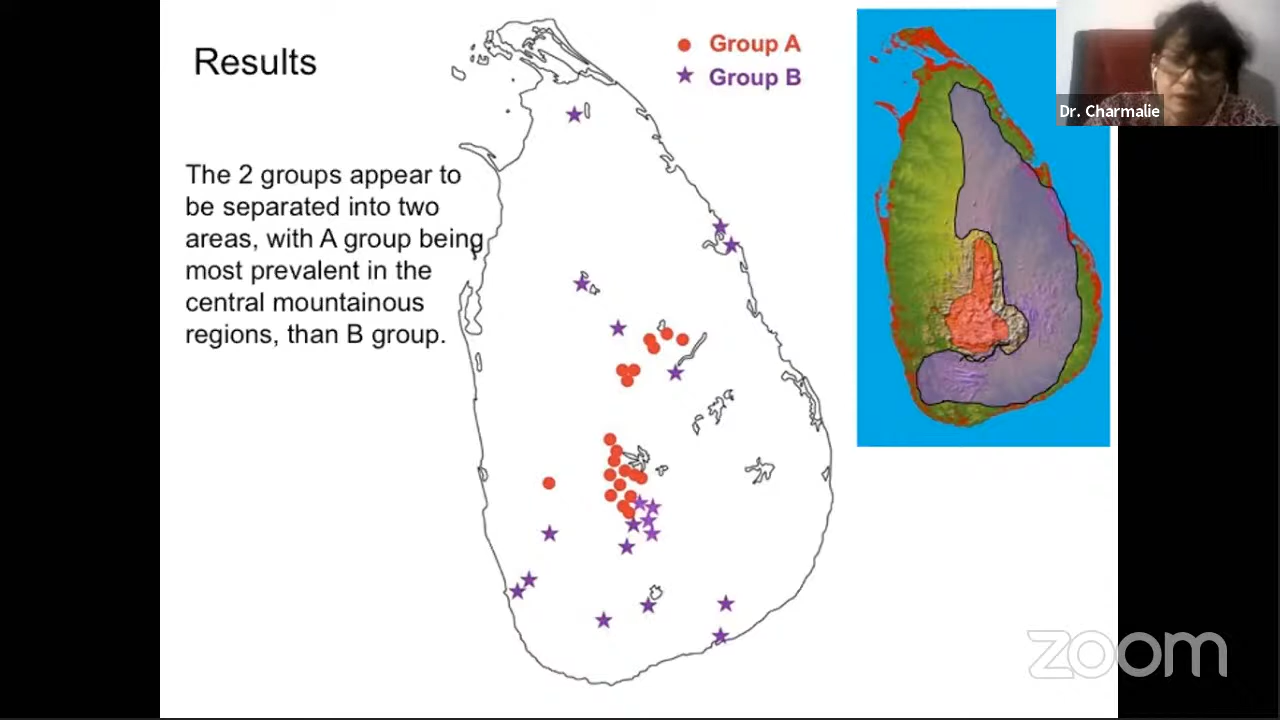 Results
Group A
Group B
Dr. Charmalie
The 2 groups appear to
be separated into two
areas, with A group being
most prevalent in the
central mountainous
regions, than B group.
zoom